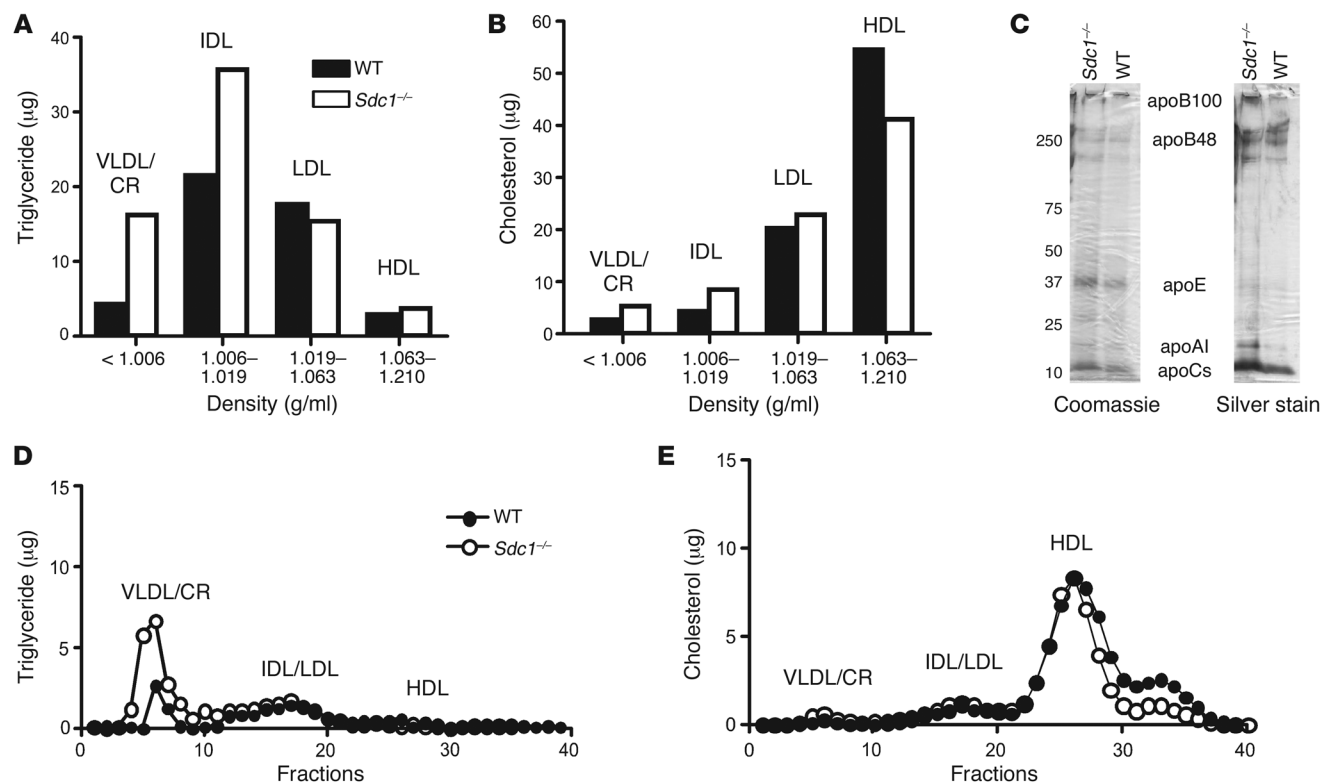 A
Triglyceride (µg)
40
30
20
10
0
VLDL/
CR
IDL
LDL
HDL
WT
Sdc1–/–
< 1.006
1.006–
1.019
1.019–
1.063
1.063–
1.210
Density (g/ml)
B
Cholesterol (µg)
60
50
40
30
20
10
0
VLDL/
CR
IDL
LDL
HDL
< 1.006
1.006–
1.019
1.019–
1.063
1.063–
1.210
Density (g/ml)
C
Sdc1–/–
WT
Sdc1–/–
WT
250
75
50
37
25
10
apoB100
apoB48
apoE
apoAI
apoCs
Coomassie
Silver stain
D
Triglyceride (µg)
15
10
5
0
VLDL/CR
IDL/LDL
HDL
WT
Sdc1–/–
0 10 20 30 40
Fractions
E
Cholesterol (µg)
15
10
5
0
VLDL/CR
IDL/LDL
HDL
0 10 20 30 40
Fractions